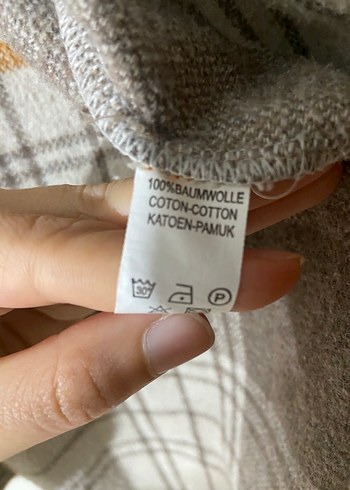 100%BAUMWOLLE
COTON-COTTON
KATOEN-PAMUK
30°
P